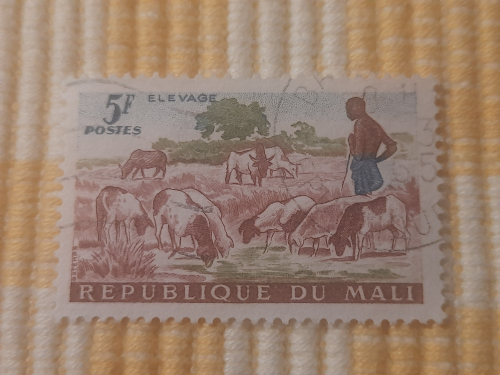 5F
ELEVAGE
POSTES
REPUBLIQUE DU MALI